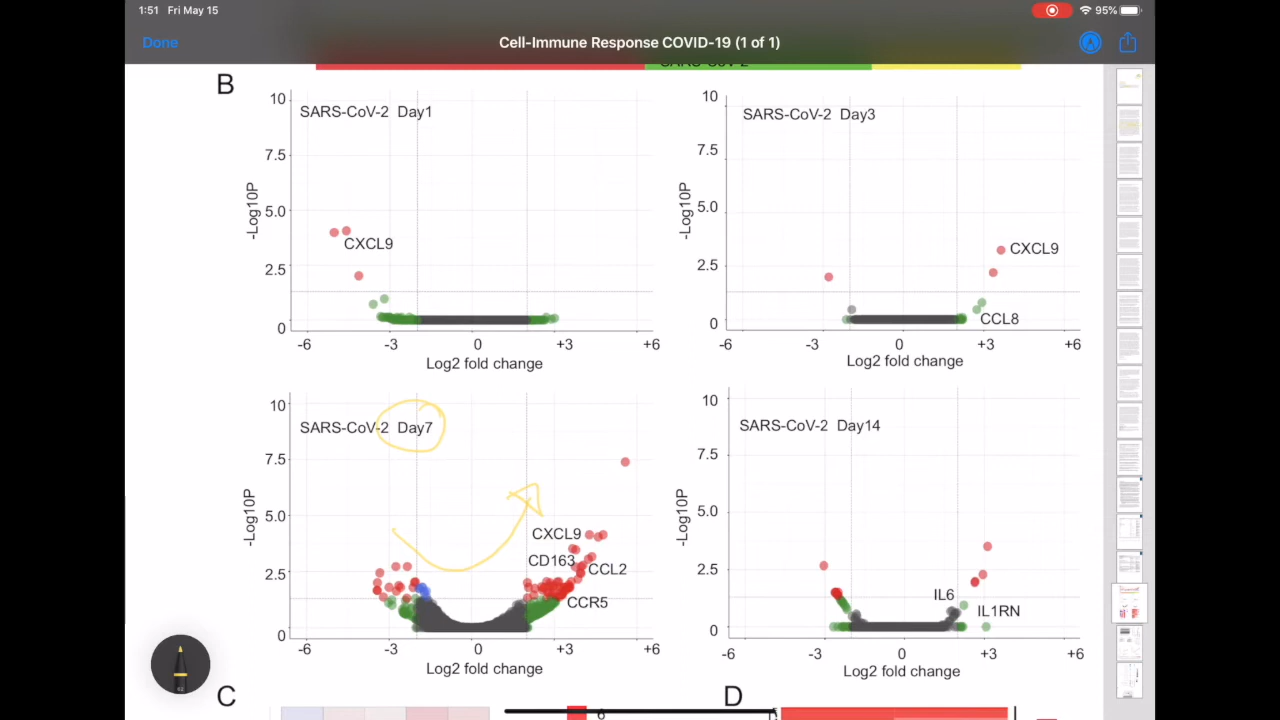 1:51 Fri May 15
95%
Done
Cell-Immune Response COVID-19 (1 of 1)
SARS-CoV-2
B
10
SARS-CoV-2 Day1
7.5
5.0
2.5
0
-Log10P
CXCL9
-6
-3
0
+3
+6
Log2 fold change
10
SARS-CoV-2 Day3
7.5
5.0
2.5
0
-Log10P
CXCL9
CCL8
-6
-3
0
+3
+6
Log2 fold change
10
SARS-CoV-2 Day7
7.5
5.0
2.5
0
-Log10P
CXCL9
CD163
CCL2
CCR5
-6
-3
0
+3
+6
Log2 fold change
10
SARS-CoV-2 Day14
7.5
5.0
2.5
0
-Log10P
IL6
IL1RN
-6
-3
0
+3
+6
Log2 fold change
C
D